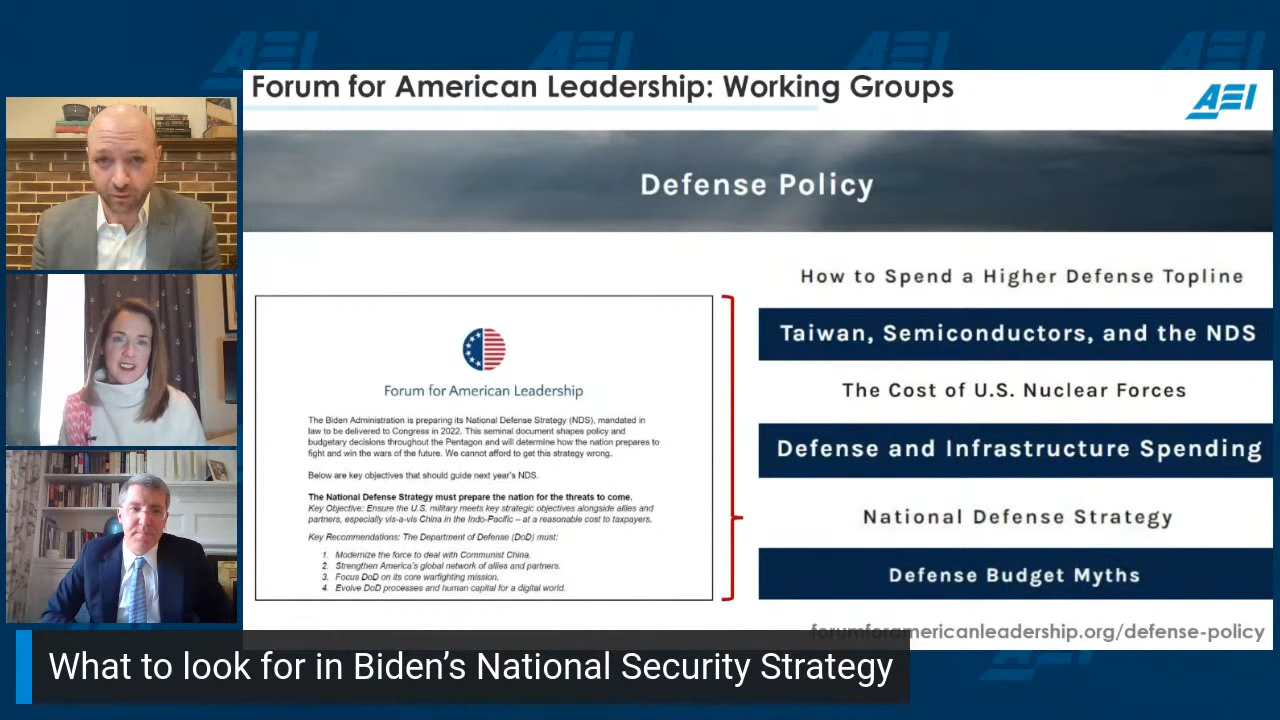 AEI
AEI
AEI
AEI
Forum for American Leadership: Working Groups
AEI
Defense Policy
How to Spend a Higher Defense Topline
Taiwan, Semiconductors, and the NDS
The Cost of U.S. Nuclear Forces
Defense and Infrastructure Spending
National Defense Strategy
Defense Budget Myths
Forum for American Leadership
The Biden Administration is preparing its National Defense Strategy (NDS), mandated in
law to be delivered to Congress in 2022. This seminal document shapes policy and
budgetary decisions throughout the Pentagon and will determine how the nation prepares to
fight and win the wars of the future. We cannot afford to get this strategy wrong.
Below are key objectives that should guide next year's NDS.
The National Defense Strategy must prepare the nation for the threats to come.
Key Objective: Ensure the U.S. military meets key strategic objectives alongside allies and
partners, especially vis-a-vis China in the Indo-Pacific – at a reasonable cost to taxpayers.
Key Recommendations: The Department of Defense (DoD) must:
1. Modernize the force to deal with Communist China.
2. Strengthen America's global network of allies and partners.
3. Focus DoD on its core warfighting mission.
4. Evolve DoD processes and human capital for a digital world.
forumforamericanleadership.org/defense-policy
What to look for in Biden's National Security Strategy